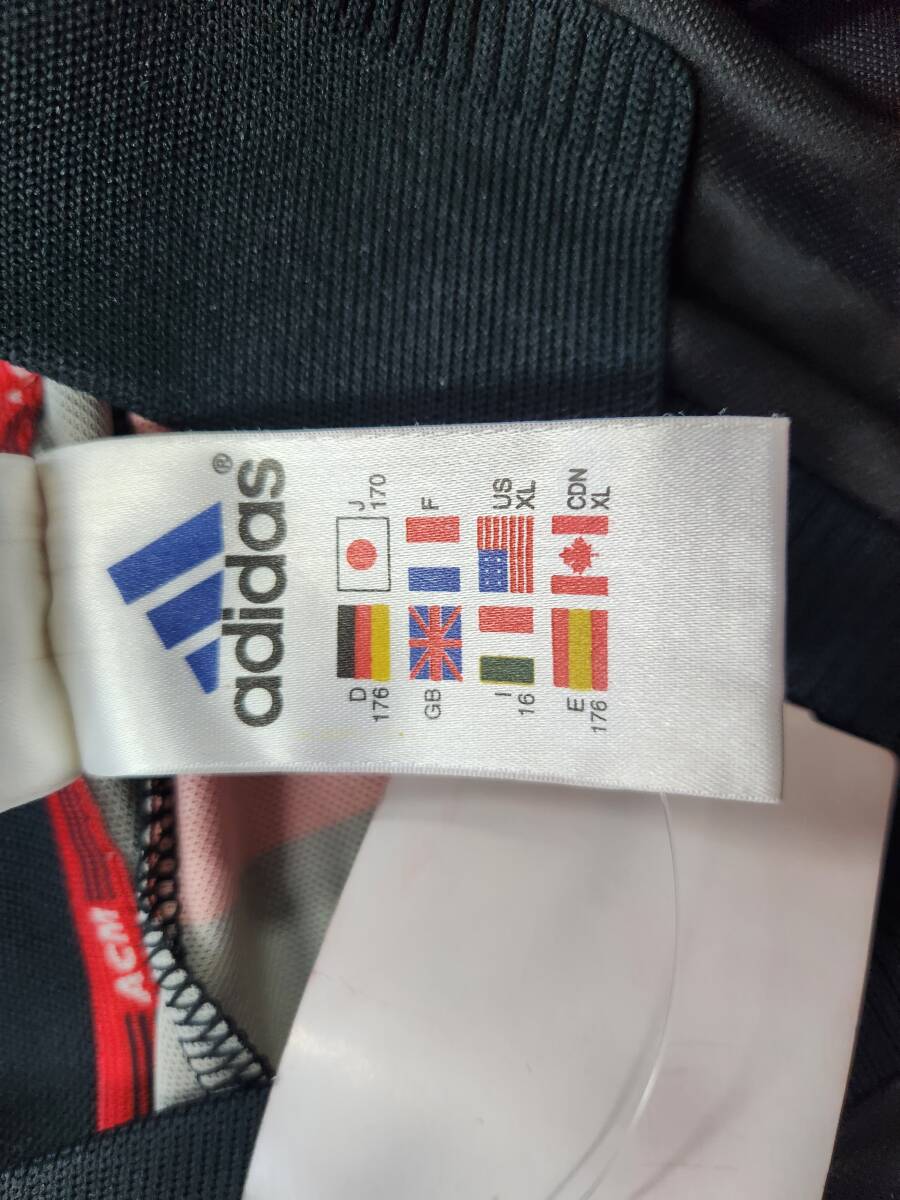 adidas®
D
176
J
170
GB
F
I
16
US
XL
E
176
CDN
XL
ACM